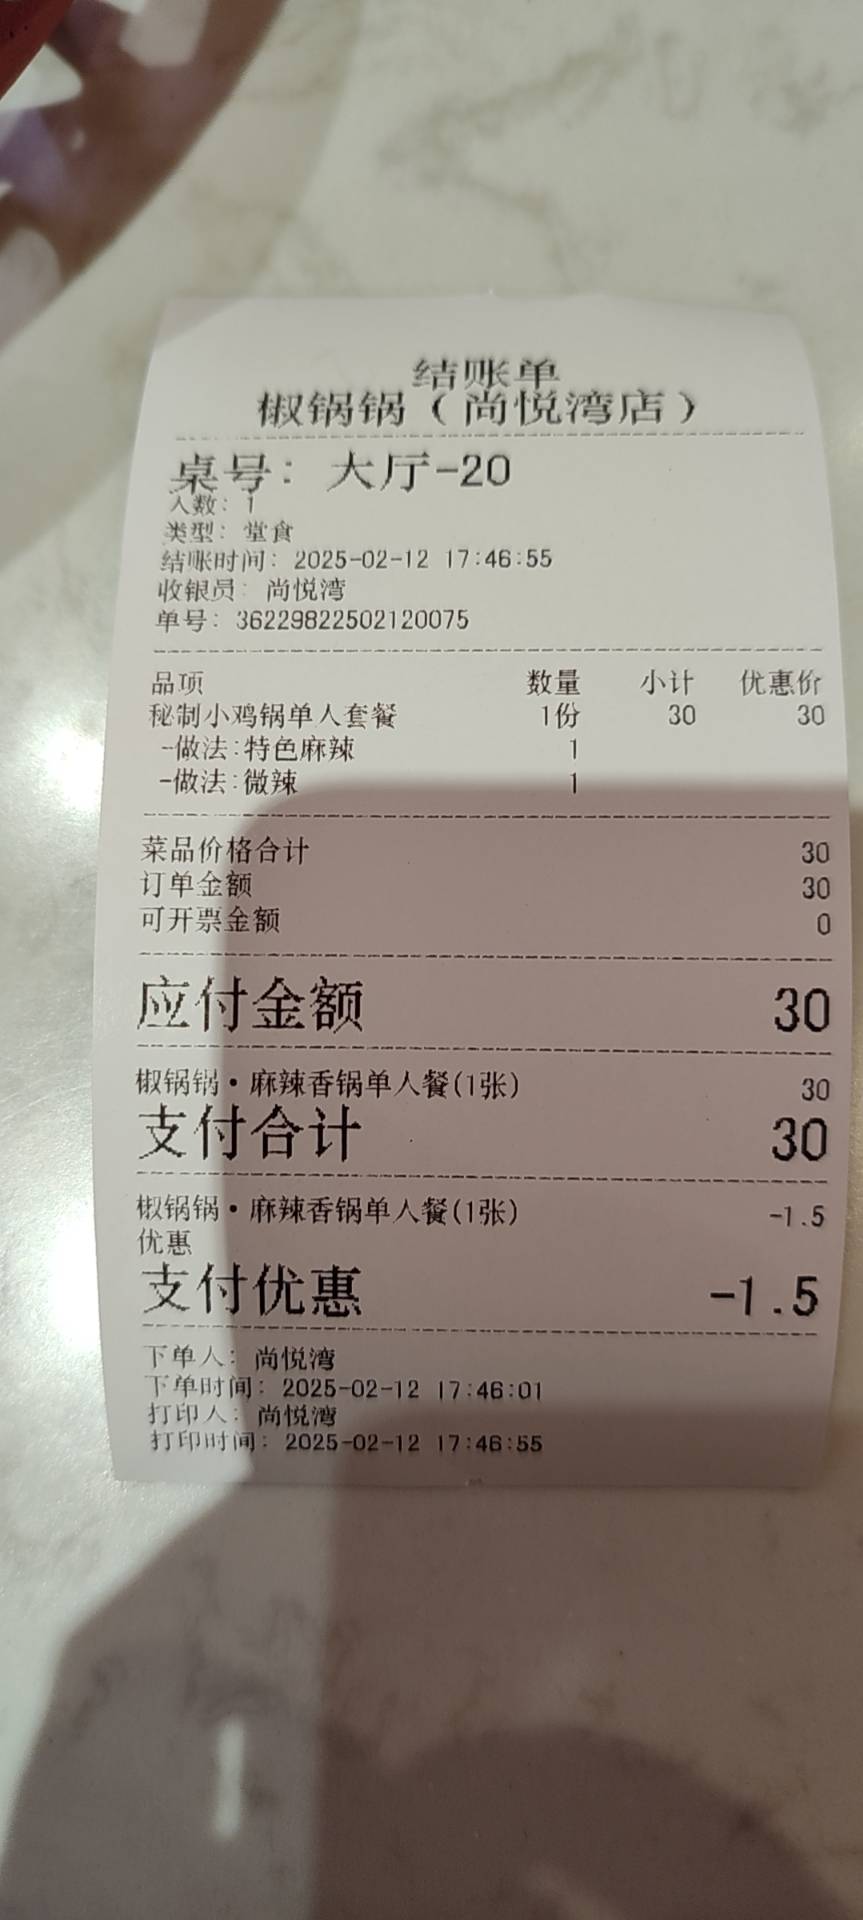 结账单
椒锅锅（尚悦湾店）
桌号：大厅-20
人数：1
类型：堂食
结账时间：2025-02-12 17:46:55
收银员：尚悦湾
单号：36229822502120075
品项 数量 小计 优惠价
秘制小鸡锅单人套餐 1份 30 30
-做法:特色麻辣 1
-做法:微辣 1
菜品价格合计 30
订单金额 30
可开票金额 0
应付金额 30
椒锅锅•麻辣香锅单人餐(1张) 30
支付合计 30
椒锅锅•麻辣香锅单人餐(1张) -1.5
优惠
支付优惠 -1.5
下单人：尚悦湾
下单时间：2025-02-12 17:46:01
打印人：尚悦湾
打印时间：2025-02-12 17:46:55